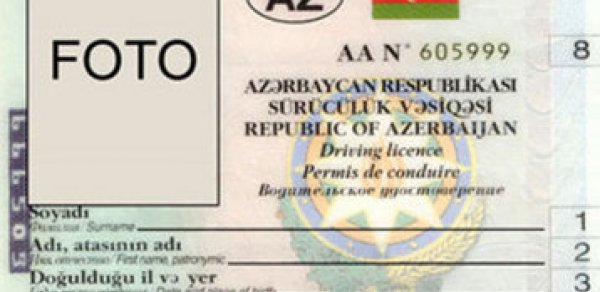 AZ
FOTO
AA N° 605999
8
AZƏRBAYCAN RESPUBLİKASI
SÜRÜCÜLÜK VƏSİQƏSİ
REPUBLIC OF AZERBAIJAN
Driving licence
Permis de conduire
Водительское удостоверение
Soyadı
Surname
1
Adı, atasının adı
First name, patronymic
2
Doğulduğu il və yer
3